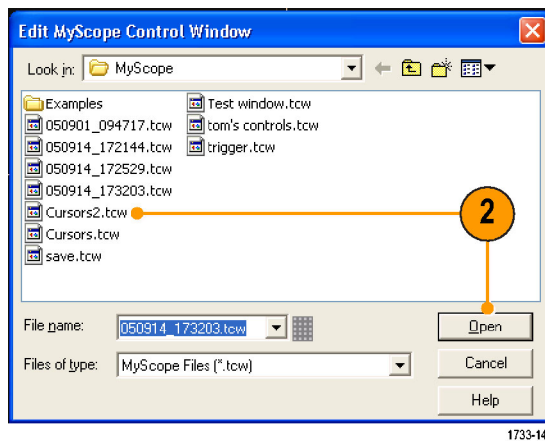 Edit MyScope Control Window
Look in: MyScope
Examples
050901_094717.tcw
050914_172144.tcw
050914_172529.tcw
050914_173203.tcw
Cursors2.tcw
Cursors.tcw
save.tcw
Test window.tcw
tom's controls.tcw
trigger.tcw
2
File name: 050914_173203.tcw Open
Files of type: MyScope Files (*.tcw) Cancel
Help
1733-14